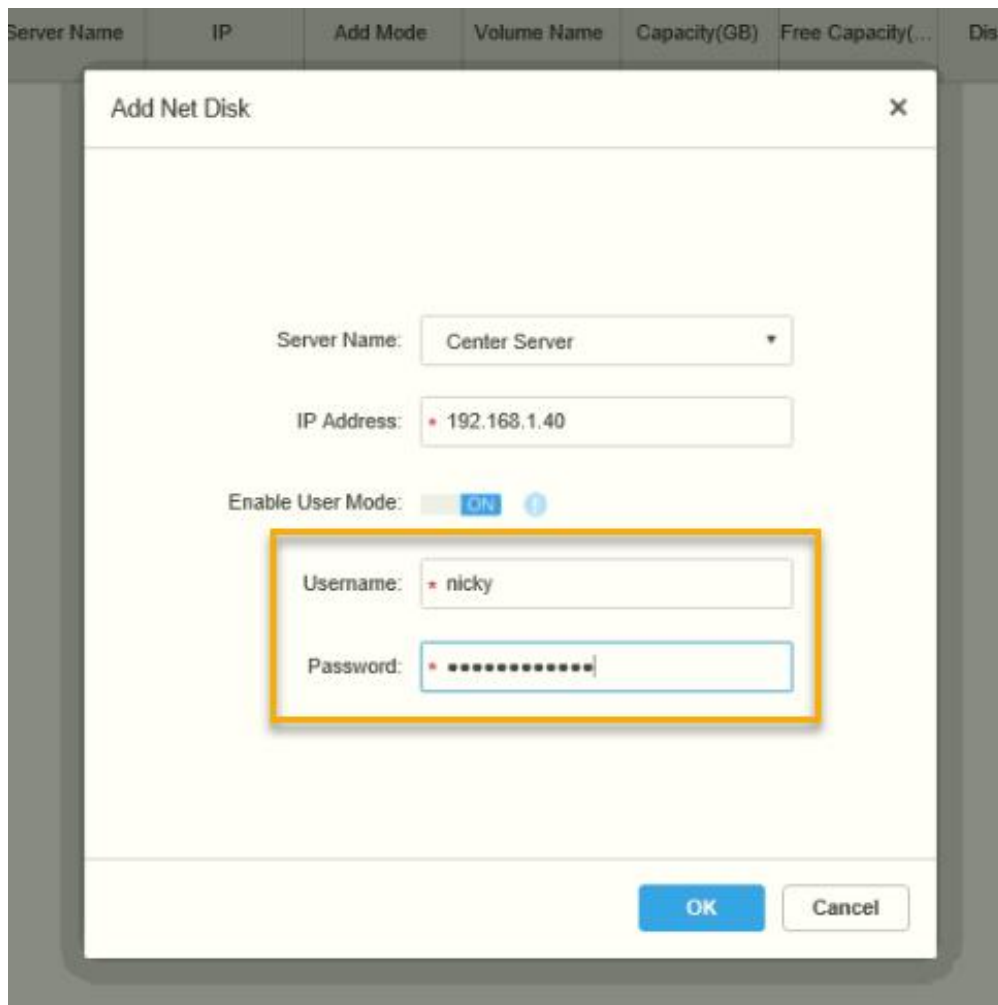 Server Name IP Add Mode Volume Name Capacity(GB) Free Capacity(... Dis
Add Net Disk ×
Server Name: Center Server
IP Address: * 192.168.1.40
Enable User Mode: ON !
Username: * nicky
Password: * ••••••••••••
OK Cancel